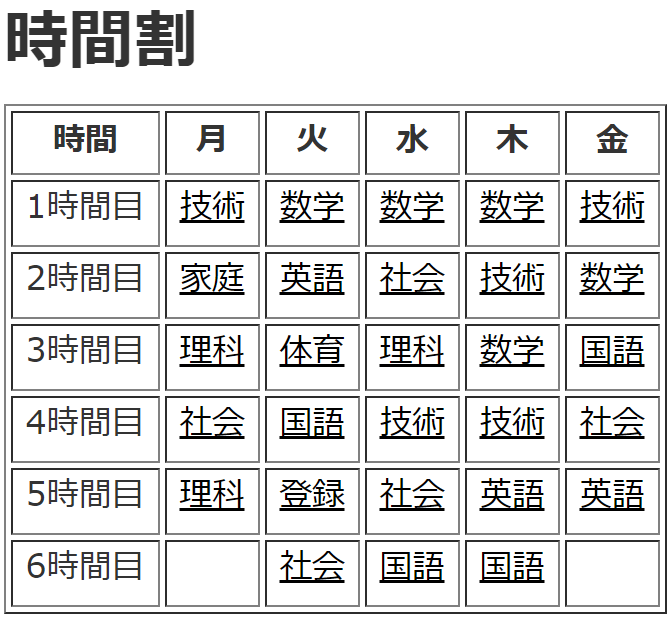 時間割
時間 月 火 水 木 金
1時間目 技術 数学 数学 数学 技術
2時間目 家庭 英語 社会 技術 数学
3時間目 理科 体育 理科 数学 国語
4時間目 社会 国語 技術 技術 社会
5時間目 理科 登録 社会 英語 英語
6時間目 社会 国語 国語